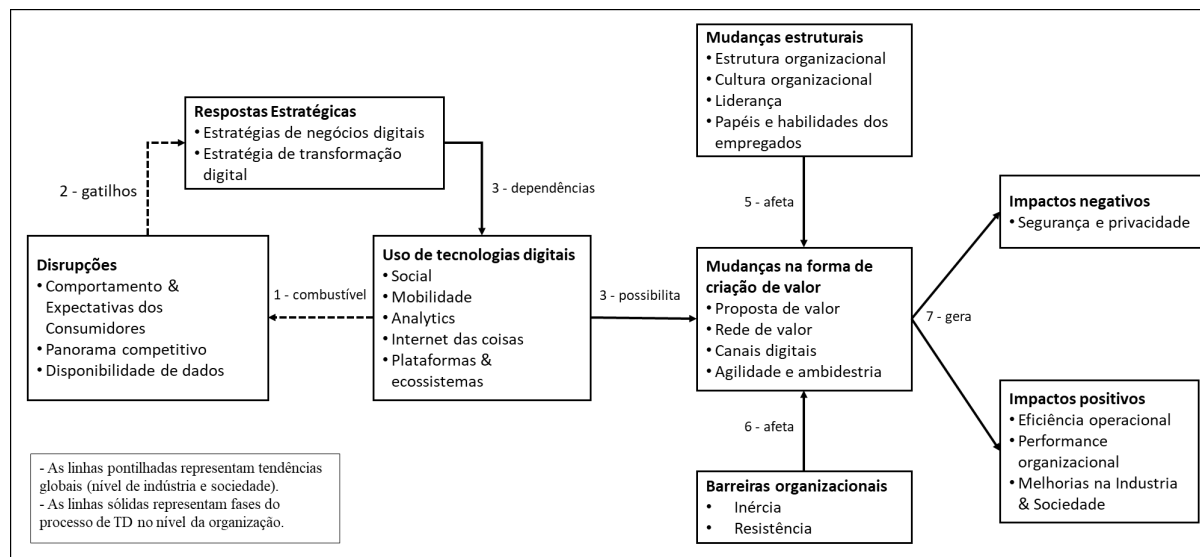 Respostas Estratégicas
• Estratégias de negócios digitais
• Estratégia de transformação
digital
2 - gatilhos
3 - dependências
Disrupções
• Comportamento &
Expectativas dos
Consumidores
• Panorama competitivo
• Disponibilidade de dados
1 - combustível
Uso de tecnologias digitais
• Social
• Mobilidade
• Analytics
• Internet das coisas
• Plataformas &
ecossistemas
3 - possibilita
Mudanças estruturais
• Estrutura organizacional
• Cultura organizacional
• Liderança
• Papéis e habilidades dos
empregados
5 - afeta
Mudanças na forma de
criação de valor
• Proposta de valor
• Rede de valor
• Canais digitais
• Agilidade e ambidestria
6 - afeta
Barreiras organizacionais
• Inércia
• Resistência
7 - gera
Impactos negativos
• Segurança e privacidade
Impactos positivos
• Eficiência operacional
• Performance
organizacional
• Melhorias na Industria
& Sociedade
- As linhas pontilhadas representam tendências
globais (nível de indústria e sociedade).
- As linhas sólidas representam fases do
processo de TD no nível da organização.